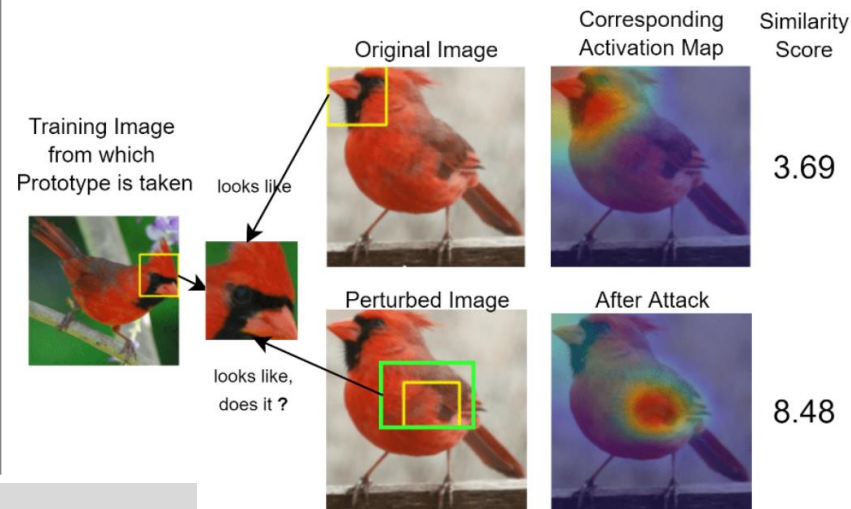 Training Image
from which
Prototype is taken
looks like
looks like,
does it ?
Original Image
Corresponding
Activation Map
Similarity
Score
3.69
Perturbed Image
After Attack
8.48